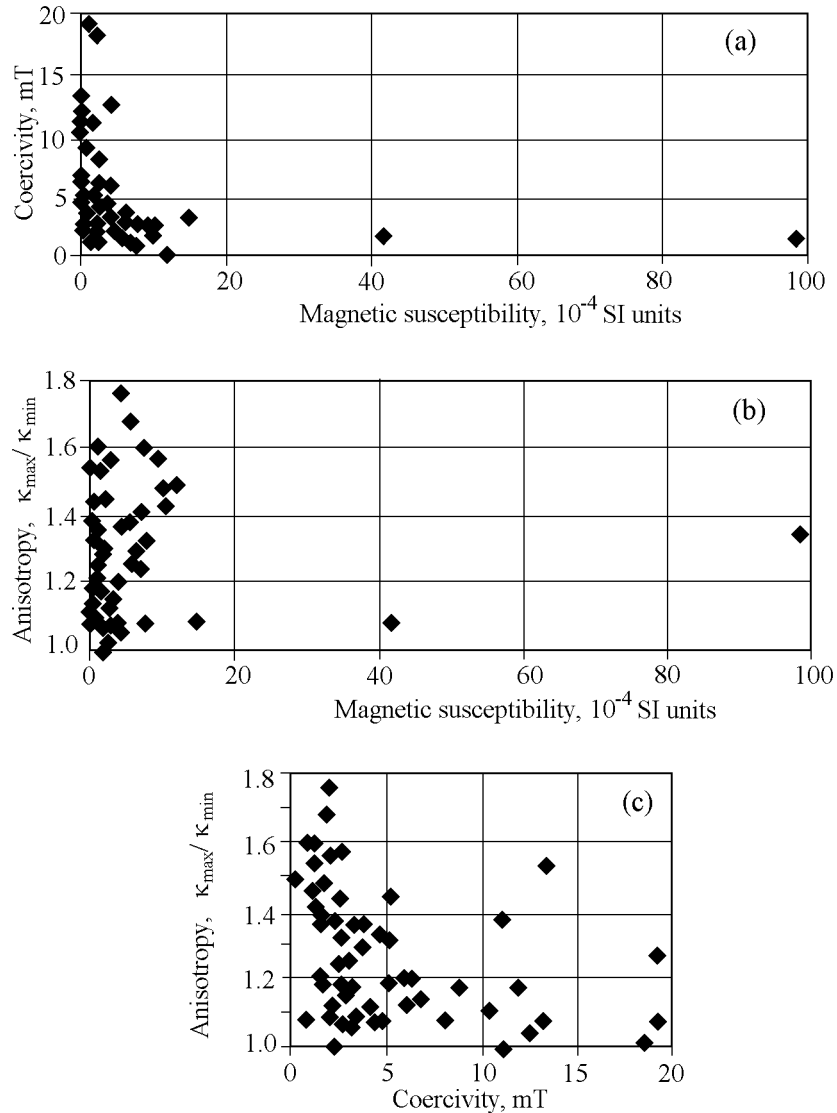 (a)
Coercivity, mT
20
15
10
5
0
0 20 40 60 80 100
Magnetic susceptibility, 10⁻⁴ SI units
(b)
Anisotropy, κmax/ κmin
1.8
1.6
1.4
1.2
1.0
0 20 40 60 80 100
Magnetic susceptibility, 10⁻⁴ SI units
(c)
Anisotropy, κmax/ κmin
1.8
1.6
1.4
1.2
1.0
0 5 10 15 20
Coercivity, mT